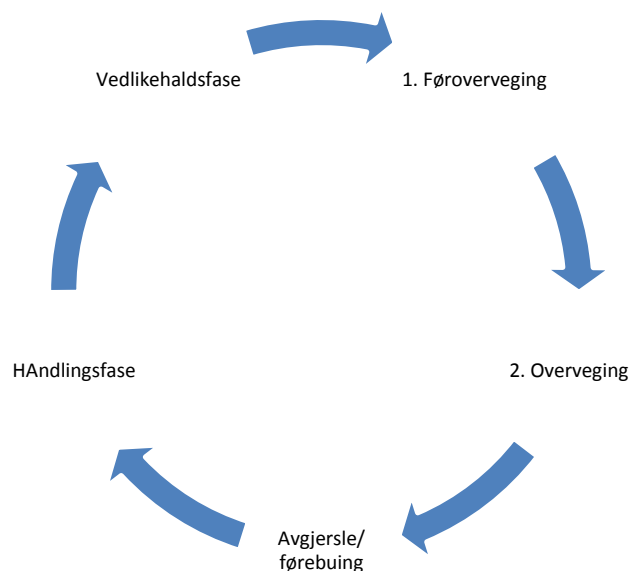 Vedlikehaldsfase
1. Føroverveging
2. Overveging
Avgjersle/
førebuing
HAndlingsfase